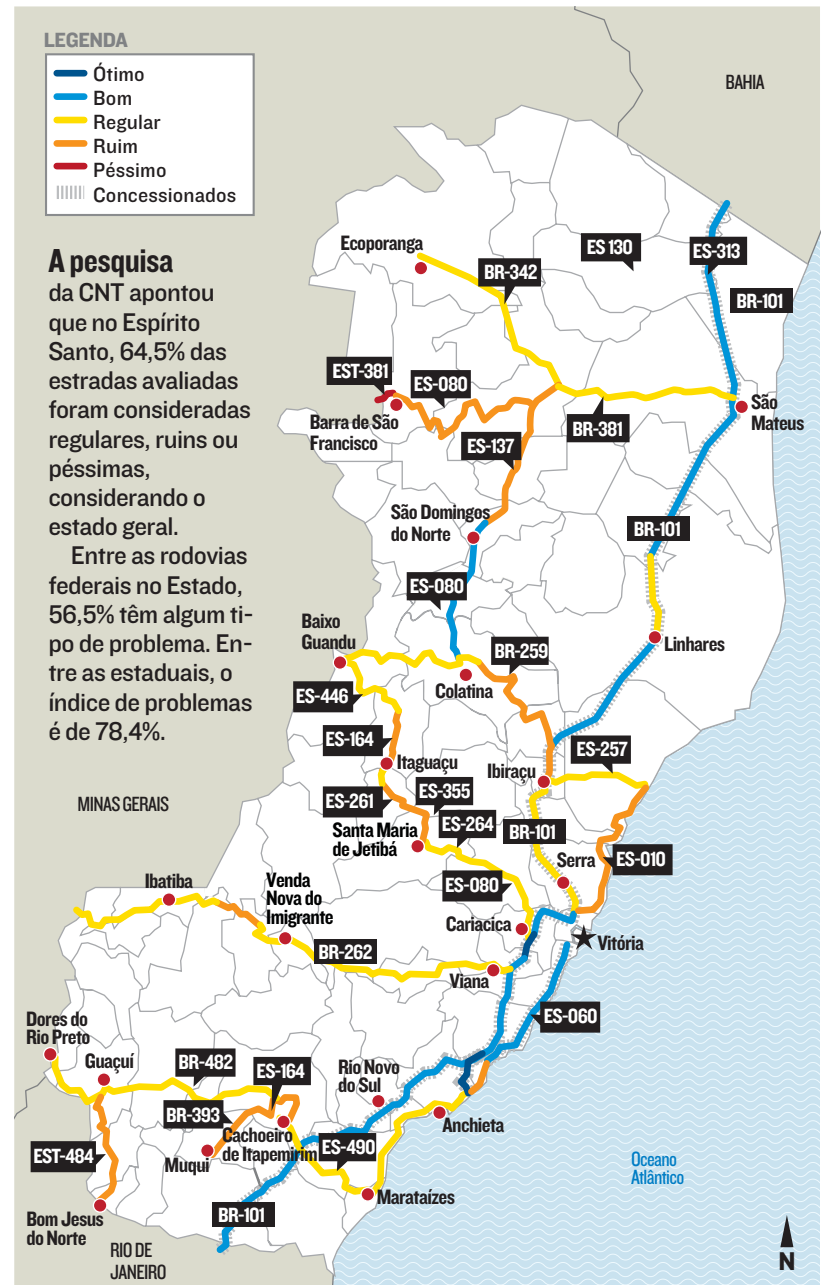 LEGENDA
Ótimo
Bom
Regular
Ruim
Péssimo
Concessionados
A pesquisa
da CNT apontou
que no Espírito
Santo, 64,5% das
estradas avaliadas
foram consideradas
regulares, ruins ou
péssimas,
considerando o
estado geral.
Entre as rodovias
federais no Estado,
56,5% têm algum ti-
po de problema. En-
tre as estaduais, o
índice de problemas
é de 78,4%.
BAHIA
Ecoporanga
BR-342
ES 130
ES-313
BR-101
EST-381
ES-080
Barra de São
Francisco
ES-137
BR-381
São
Mateus
São Domingos
do Norte
BR-101
ES-080
Baixo
Guandu
BR-259
Linhares
Colatina
ES-446
ES-164
Itaguaçu
Ibiraçu
ES-257
MINAS GERAIS
ES-261
ES-355
ES-264
Santa Maria
de Jetibá
BR-101
ES-010
Serra
ES-080
Ibatiba
Venda
Nova do
Imigrante
Cariacica
Vitória
BR-262
Viana
ES-060
Dores do
Rio Preto
Guaçuí
BR-482
ES-164
Rio Novo
do Sul
BR-393
Cachoeiro
de Itapemirim
Anchieta
EST-484
Muqui
ES-490
Marataízes
Oceano
Atlântico
Bom Jesus
do Norte
BR-101
RIO DE
JANEIRO
N